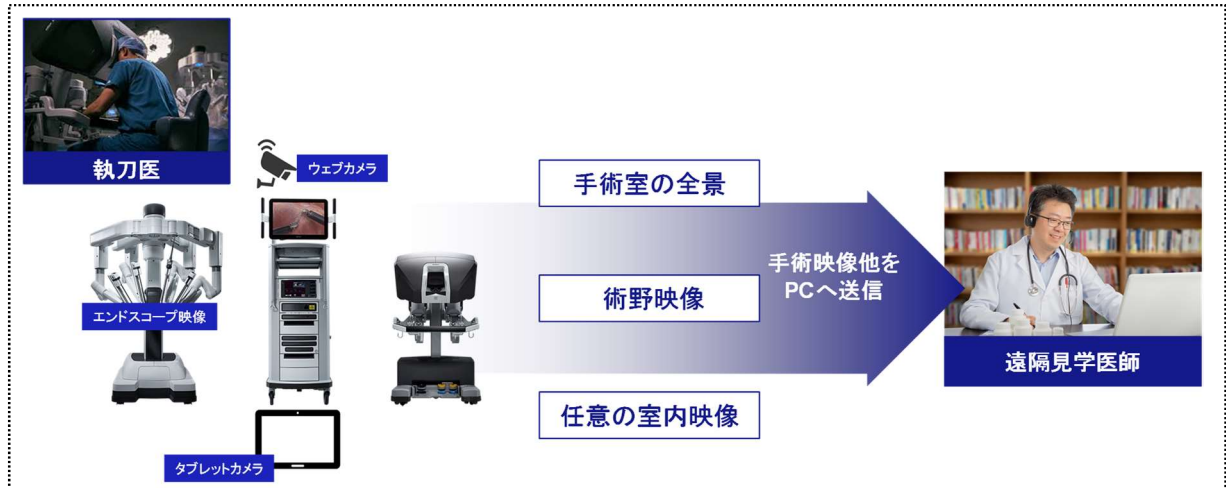 執刀医
ウェブカメラ
エンドスコープ映像
タブレットカメラ
手術室の全景
術野映像
任意の室内映像
手術映像他を
PCへ送信
遠隔見学医師